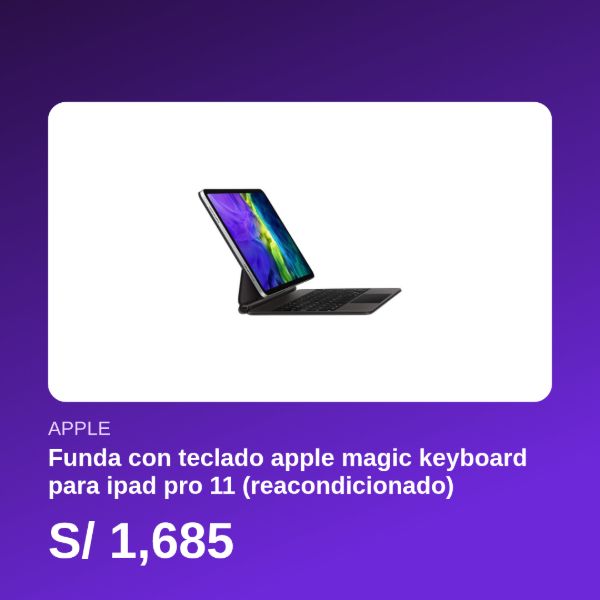 APPLE
Funda con teclado apple magic keyboard
para ipad pro 11 (reacondicionado)
S/ 1,685